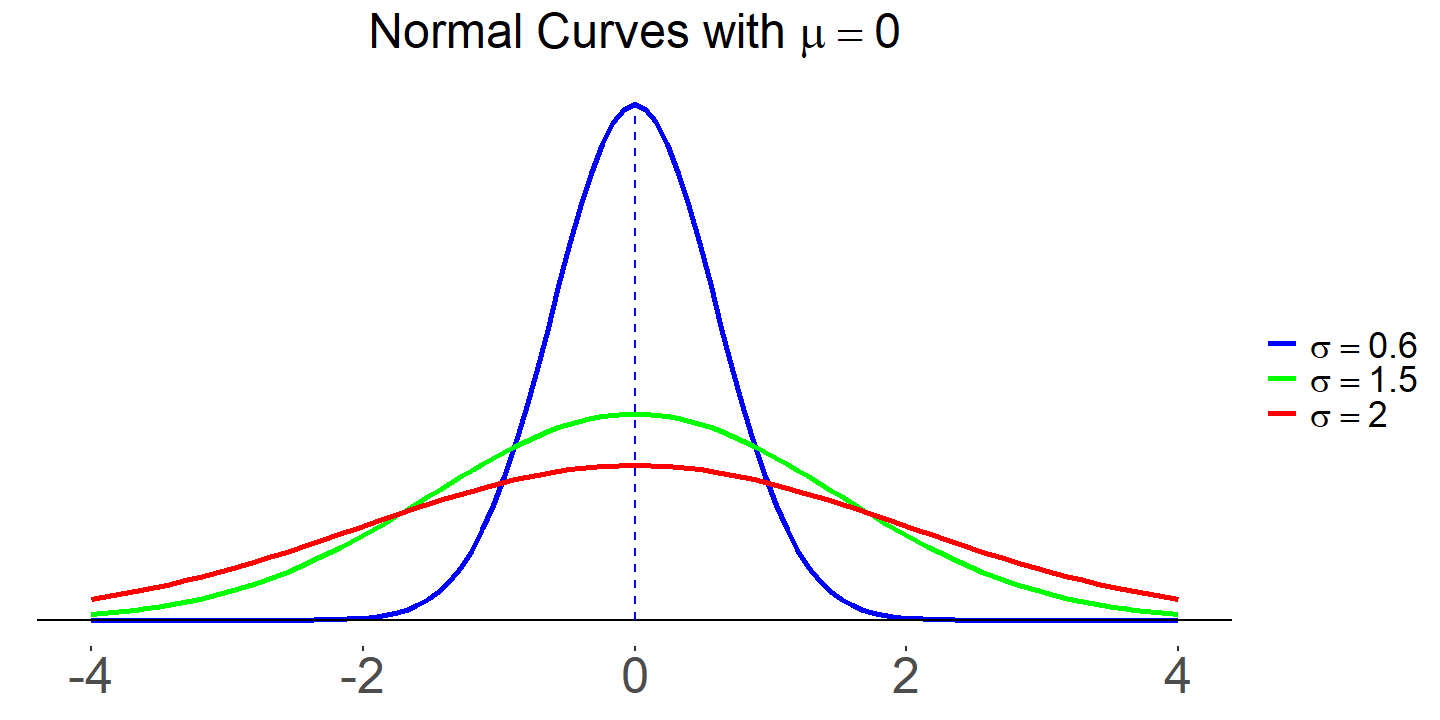 Normal Curves with μ = 0
σ = 0.6
σ = 1.5
σ = 2
-4 -2 0 2 4